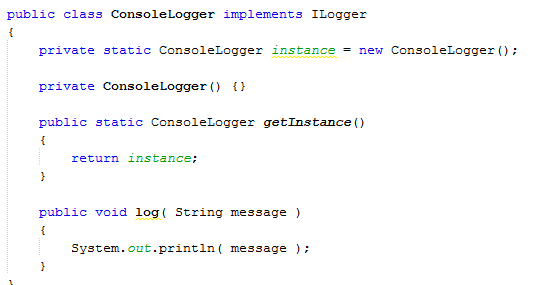 public class ConsoleLogger implements ILogger
{
    private static ConsoleLogger instance = new ConsoleLogger();

    private ConsoleLogger() {}

    public static ConsoleLogger getInstance()
    {
        return instance;
    }

    public void log( String message )
    {
        System.out.println( message );
    }
}